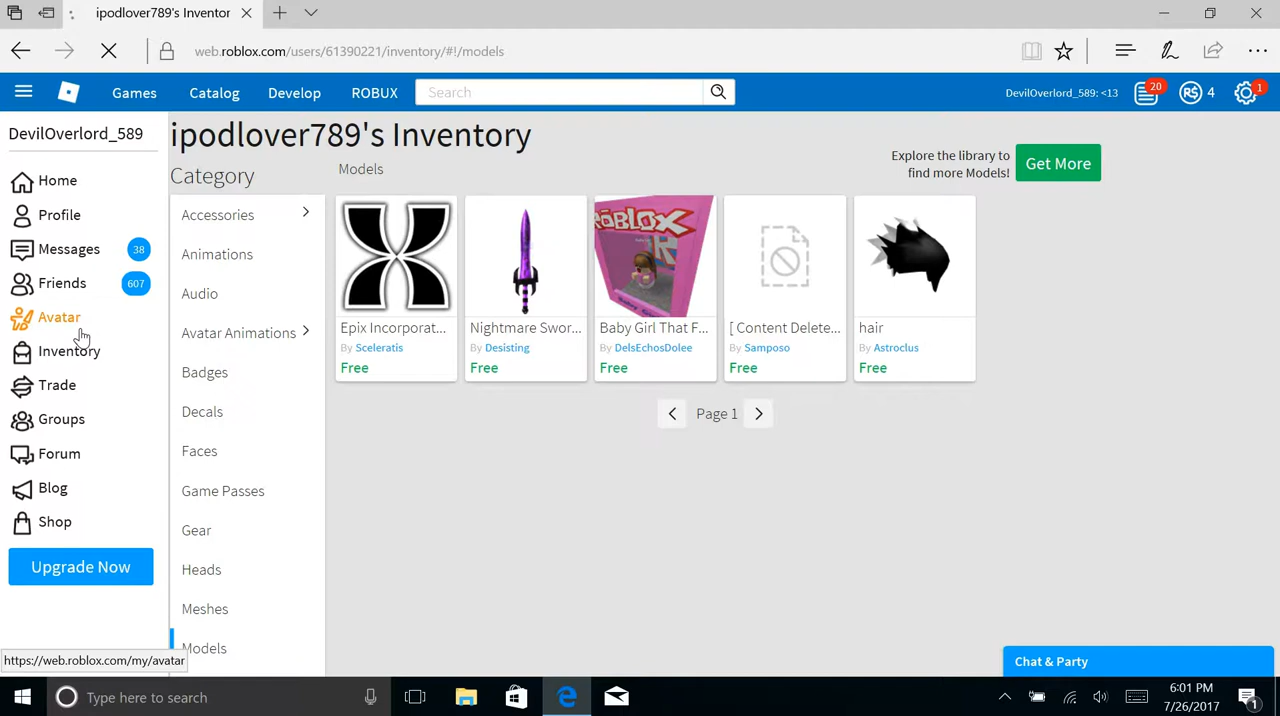 ipodlover789's Inventor
web.roblox.com/users/61390221/inventory/#!/models
Games
Catalog
Develop
ROBUX
Search
DevilOverlord_589: <13
20
R$ 4
1
DevilOverlord_589
Home
Profile
Messages 38
Friends 607
Avatar
Inventory
Trade
Groups
Forum
Blog
Shop
Upgrade Now
https://web.roblox.com/my/avatar
ipodlover789's Inventory
Category
Accessories
Animations
Audio
Avatar Animations
Badges
Decals
Faces
Game Passes
Gear
Heads
Meshes
Models
Models
Explore the library to
find more Models!
Get More
Epix Incorporat...
By Sceleratis
Free
Nightmare Swor...
By Desisting
Free
ROBLOX
Baby Girl That F...
By DelsEchosDolee
Free
[ Content Delete...
By Samposo
Free
hair
By Astroclus
Free
Page 1
Chat & Party
Type here to search
6:01 PM
7/26/2017
1